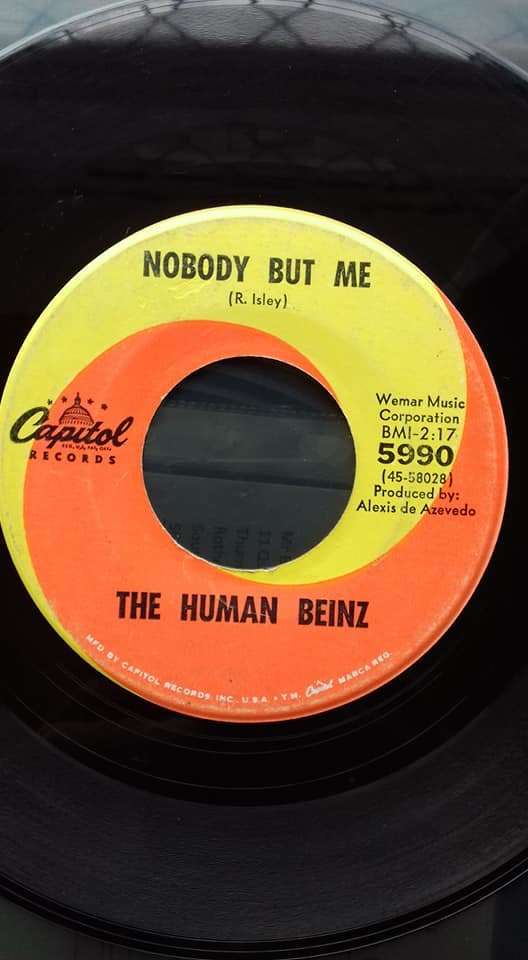 NOBODY BUT ME
(R. Isley)
Capitol
RECORDS
Wemar Music
Corporation
BMI-2:17
5990
(45-58028)
Produced by:
Alexis de Azevedo
THE HUMAN BEINZ
MFD BY CAPITOL RECORDS, INC. U.S.A. • T.M. Capitol MARCA REG.